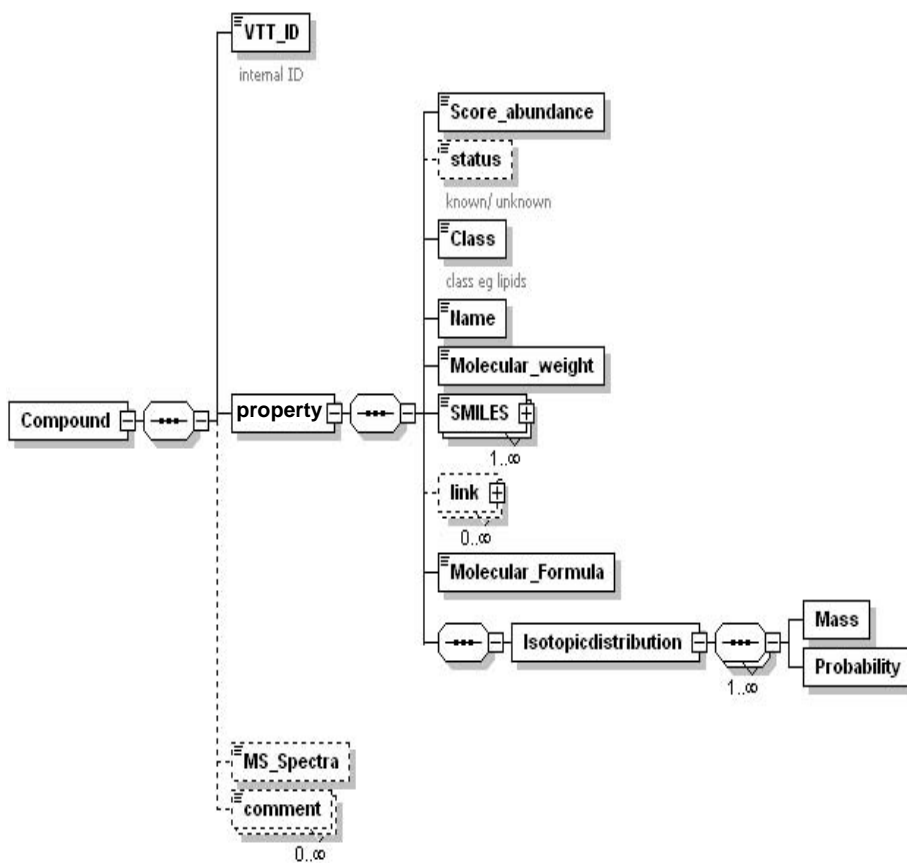 VTT_ID
internal ID
Score_abundance
status
known/ unknown
Class
class eg lipids
Name
Molecular_weight
Compound
property
SMILES
1..∞
link
0..∞
Molecular_Formula
Isotopicdistribution
1..∞
Mass
Probability
MS_Spectra
comment
0..∞